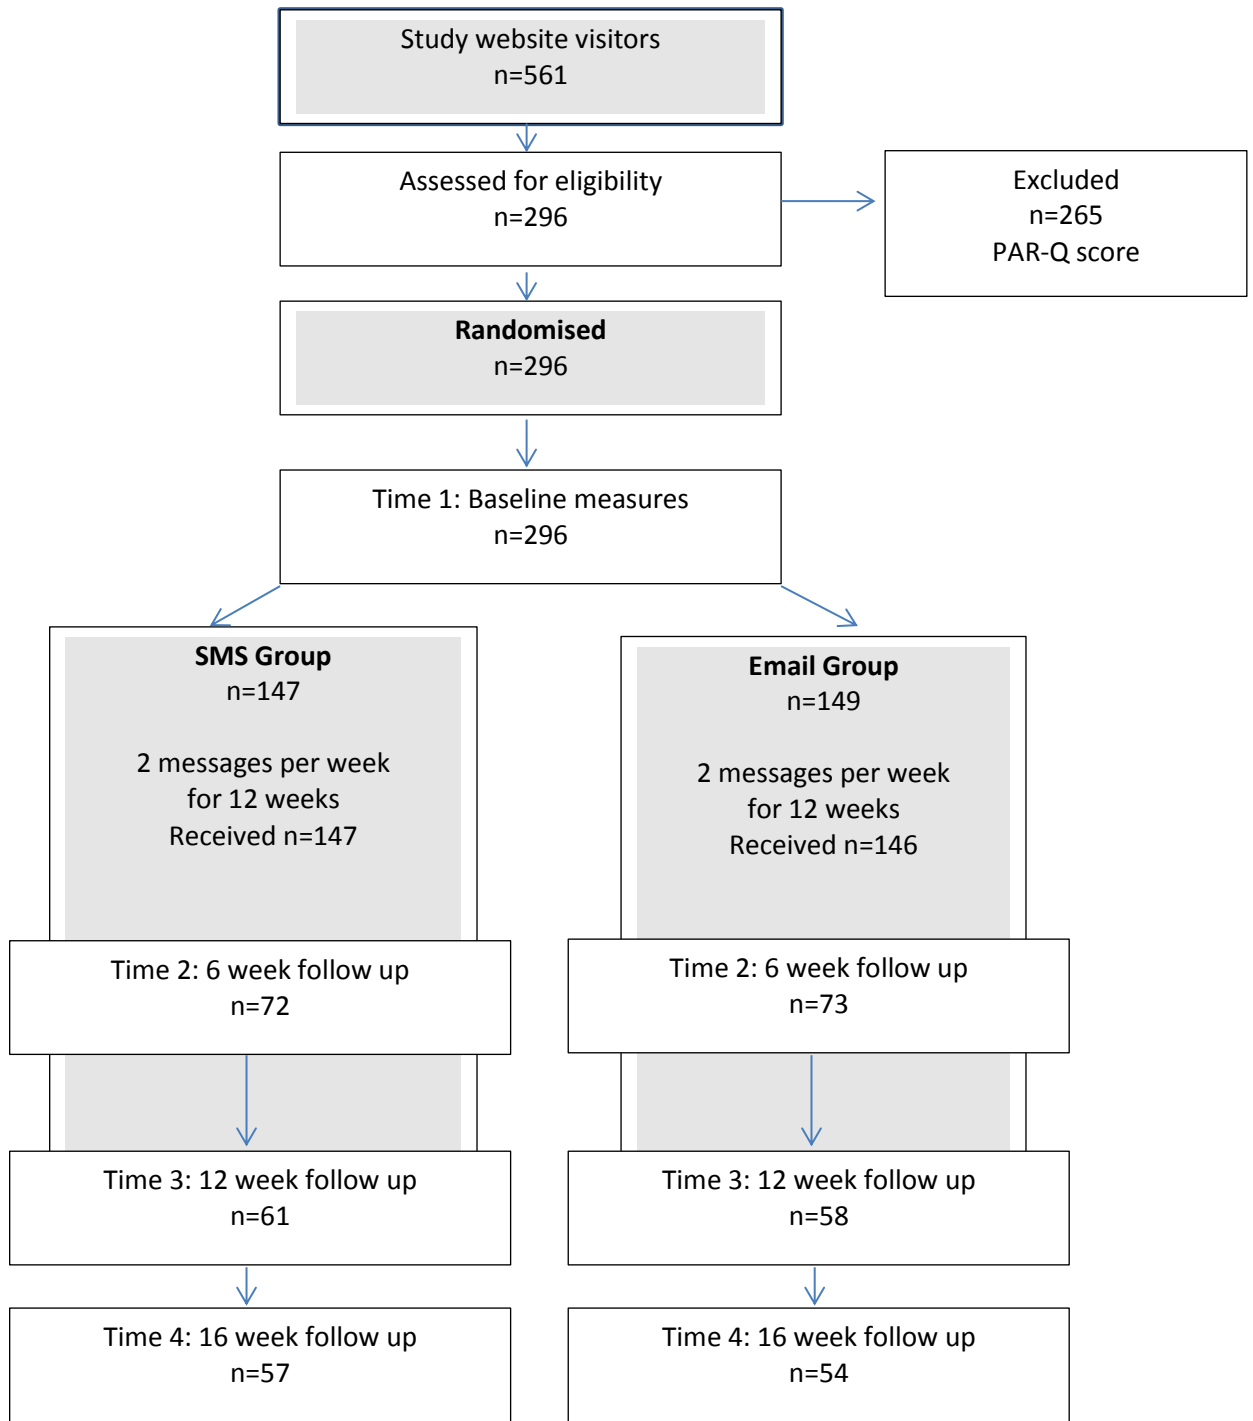 Study website visitors
n=561
Assessed for eligibility
n=296
Excluded
n=265
PAR-Q score
Randomised
n=296
Time 1: Baseline measures
n=296
SMS Group
n=147
2 messages per week
for 12 weeks
Received n=147
Email Group
n=149
2 messages per week
for 12 weeks
Received n=146
Time 2: 6 week follow up
n=72
Time 2: 6 week follow up
n=73
Time 3: 12 week follow up
n=61
Time 3: 12 week follow up
n=58
Time 4: 16 week follow up
n=57
Time 4: 16 week follow up
n=54